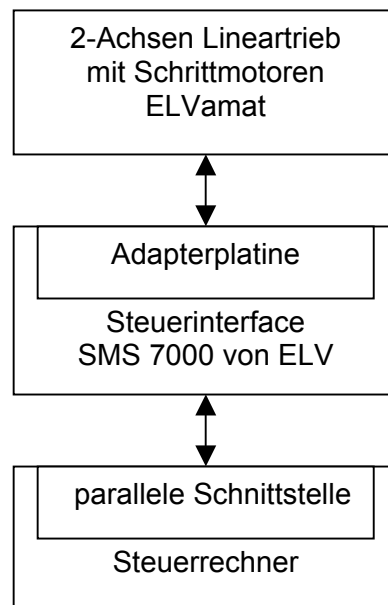 2-Achsen Lineartrieb
mit Schrittmotoren
ELVamat
Adapterplatine
Steuerinterface
SMS 7000 von ELV
parallele Schnittstelle
Steuerrechner